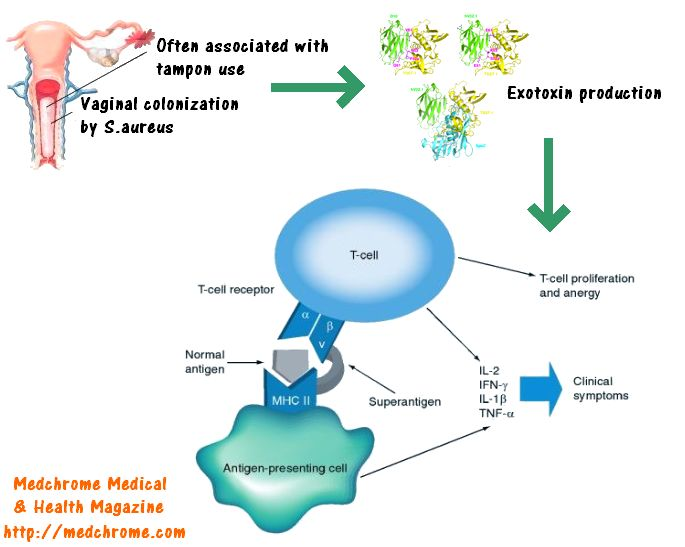 Often associated with
tampon use
Vaginal colonization
by S.aureus
Exotoxin production
T-cell
T-cell receptor
α
β
V
T-cell proliferation
and anergy
Normal
antigen
MHC II
Superantigen
IL-2
IFN-γ
IL-1β
TNF-α
Clinical
symptoms
Antigen-presenting cell
Medchrome Medical
& Health Magazine
http://medchrome.com